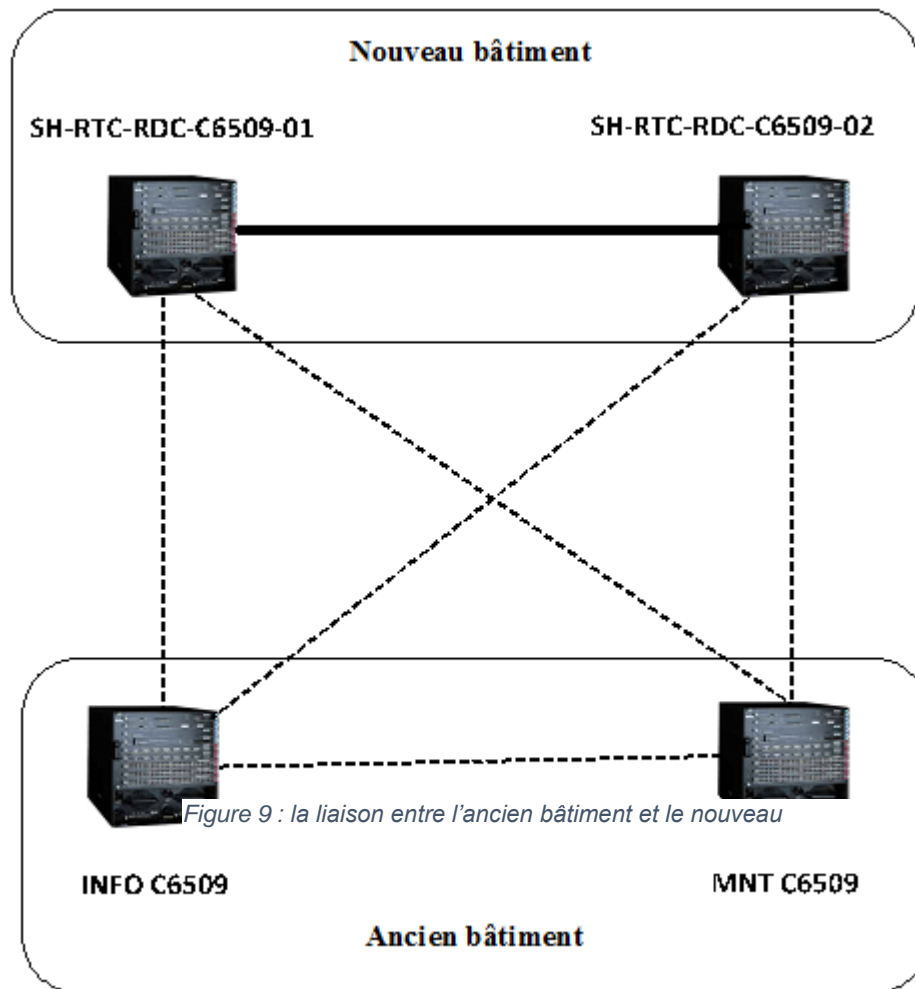 Nouveau bâtiment
SH-RTC-RDC-C6509-01
SH-RTC-RDC-C6509-02
Figure 9 : la liaison entre l’ancien bâtiment et le nouveau
INFO C6509
MNT C6509
Ancien bâtiment